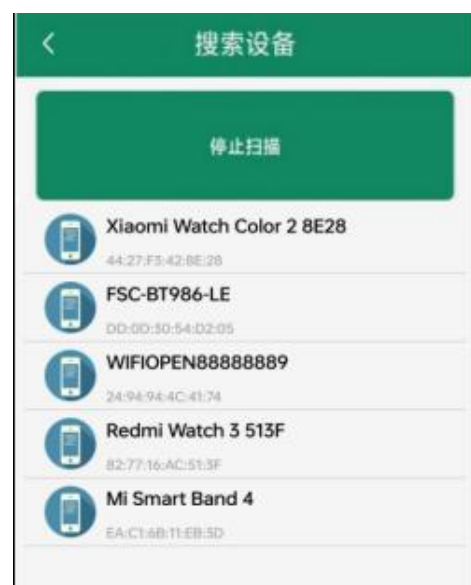 搜索设备
停止扫描
Xiaomi Watch Color 2 8E28
44:27:F3:42:8E:28
FSC-BT986-LE
DD:0D:30:54:D2:05
WIFIOPEN88888889
24:94:94:4C:41:74
Redmi Watch 3 513F
82:77:16:AC:51:3F
Mi Smart Band 4
EA:C1:6B:11:EB:5D